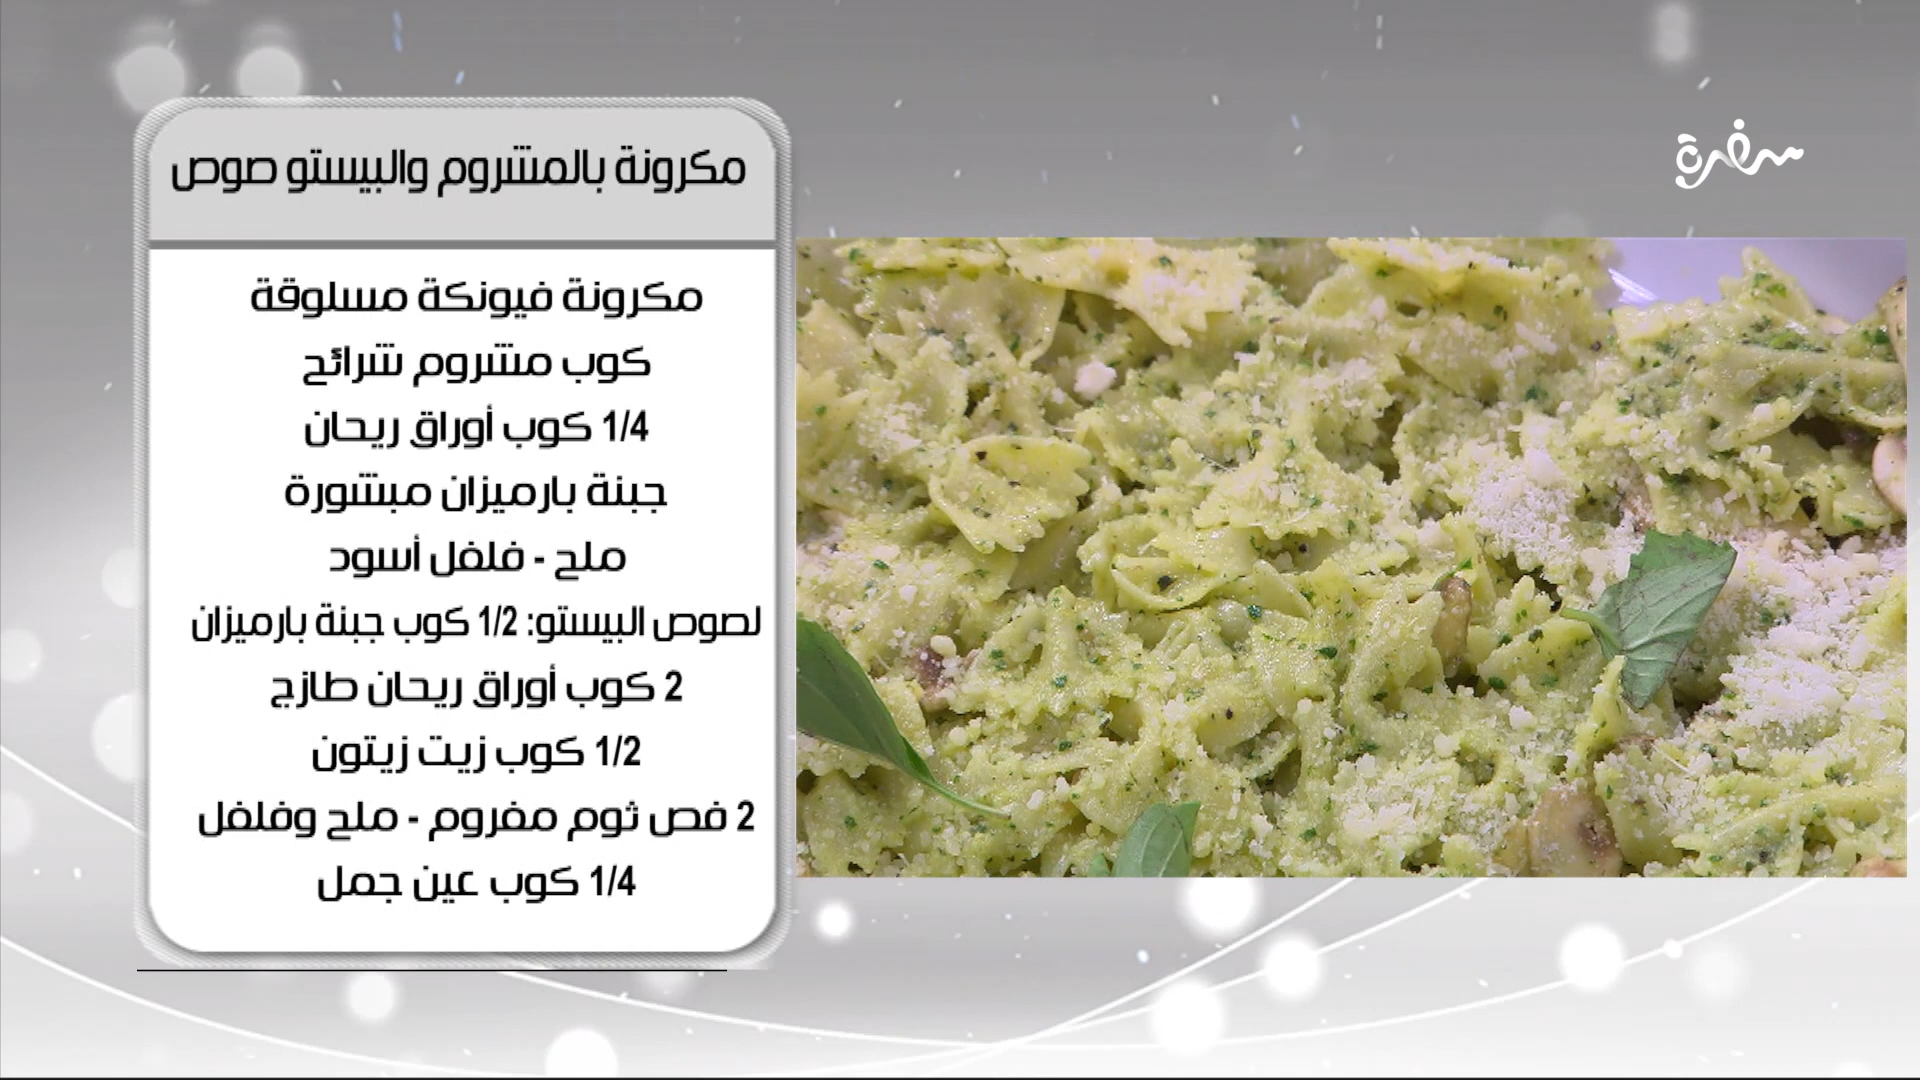 سفرة
مكرونة بالمشروم والبيستو صوص
مكرونة فيونكة مسلوقة
كوب مشروم شرائح
1/4 كوب أوراق ريحان
جبنة بارميزان مبشورة
ملح - فلفل أسود
لصوص البيستو: 1/2 كوب جبنة بارميزان
2 كوب أوراق ريحان طازج
1/2 كوب زيت زيتون
2 فص ثوم مفروم - ملح وفلفل
1/4 كوب عين جمل